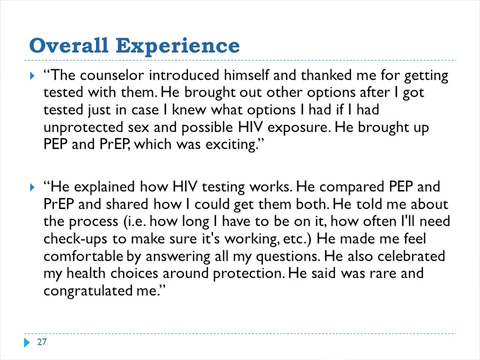 Overall Experience
“The counselor introduced himself and thanked me for getting
tested with them. He brought out other options after I got
tested just in case I knew what options I had if I had
unprotected sex and possible HIV exposure. He brought up
PEP and PrEP, which was exciting.”
“He explained how HIV testing works. He compared PEP and
PrEP and shared how I could get them both. He told me about
the process (i.e. how long I have to be on it, how often I'll need
check-ups to make sure it's working, etc.) He made me feel
comfortable by answering all my questions. He also celebrated
my health choices around protection. He said was rare and
congratulated me.”
27